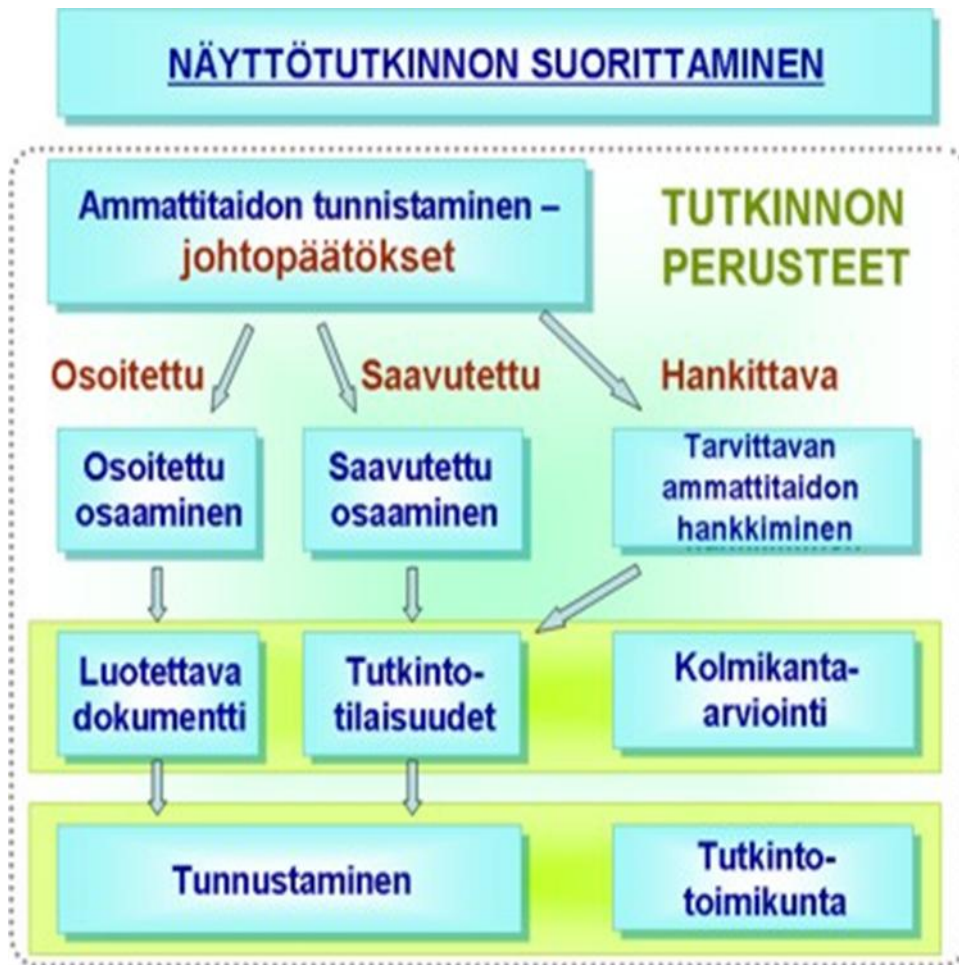 NÄYTTÖTUTKINNON SUORITTAMINEN
Ammattitaidon tunnistaminen –
johtopäätökset
TUTKINNON
PERUSTEET
Osoitettu
Saavutettu
Hankittava
Osoitettu
osaaminen
Saavutettu
osaaminen
Tarvittavan
ammattitaidon
hankkiminen
Luotettava
dokumentti
Tutkinto-
tilaisuudet
Kolmikanta-
arviointi
Tunnustaminen
Tutkinto-
toimikunta